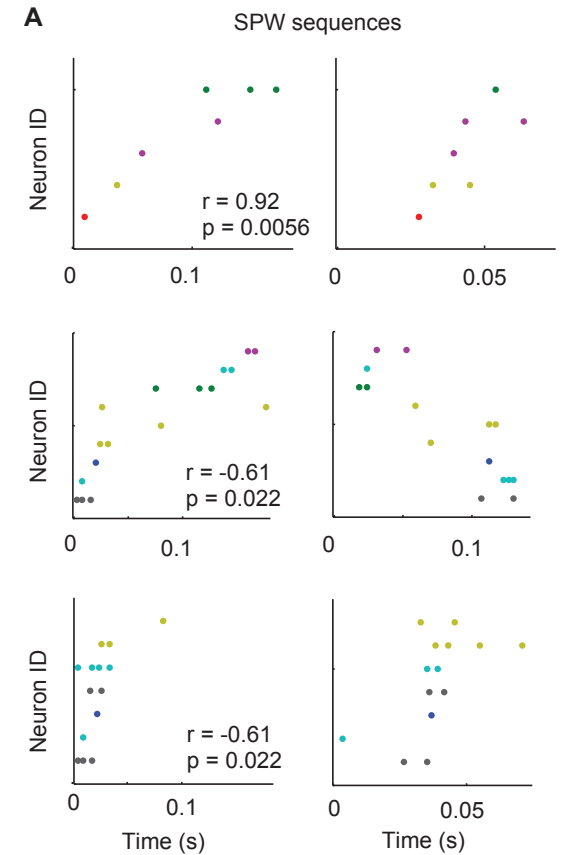 A
SPW sequences
Neuron ID
r = 0.92
p = 0.0056
0 0.1
0 0.05
Neuron ID
r = -0.61
p = 0.022
0 0.1
0 0.1
Neuron ID
r = -0.61
p = 0.022
0 0.1
0 0.05
Time (s)
Time (s)